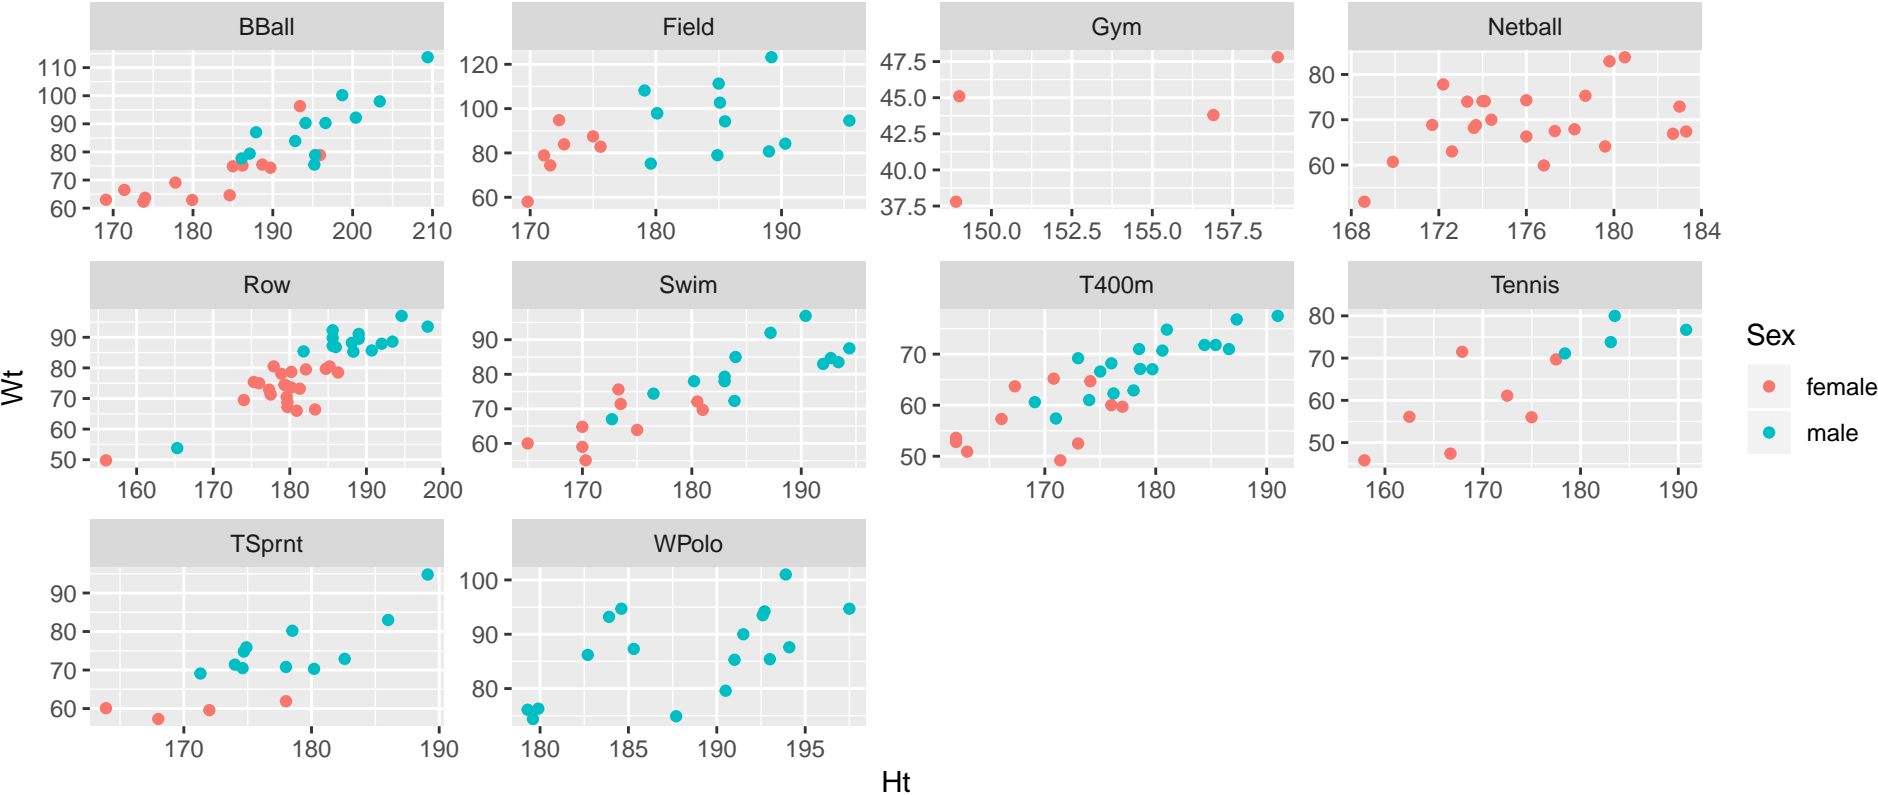 BBall Field Gym Netball
110
100
90
80
70
60
170 180 190 200 210
120
100
80
60
170 180 190
47.5
45.0
42.5
40.0
37.5
150.0 152.5 155.0 157.5
80
70
60
168 172 176 180 184
Row Swim T400m Tennis
90
80
70
60
50
160 170 180 190 200
90
80
70
60
170 180 190
70
60
50
170 180 190
80
70
60
50
160 170 180 190
TSprnt WPolo
90
80
70
60
170 180 190
100
90
80
180 185 190 195
Wt
Ht
Sex
female
male